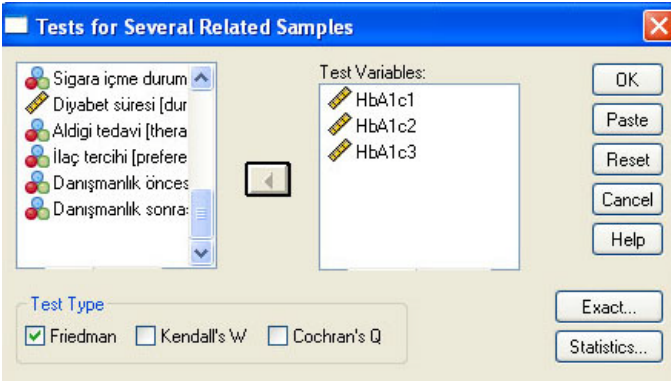 Tests for Several Related Samples
Sigara içme durum
Diyabet süresi [dur
Aldigi tedavi [thera
İlaç tercihi [prefere
Danışmanlık önces
Danışmanlık sonra
Test Variables:
HbA1c1
HbA1c2
HbA1c3
OK
Paste
Reset
Cancel
Help
Test Type
Friedman Kendall's W Cochran's Q
Exact...
Statistics...